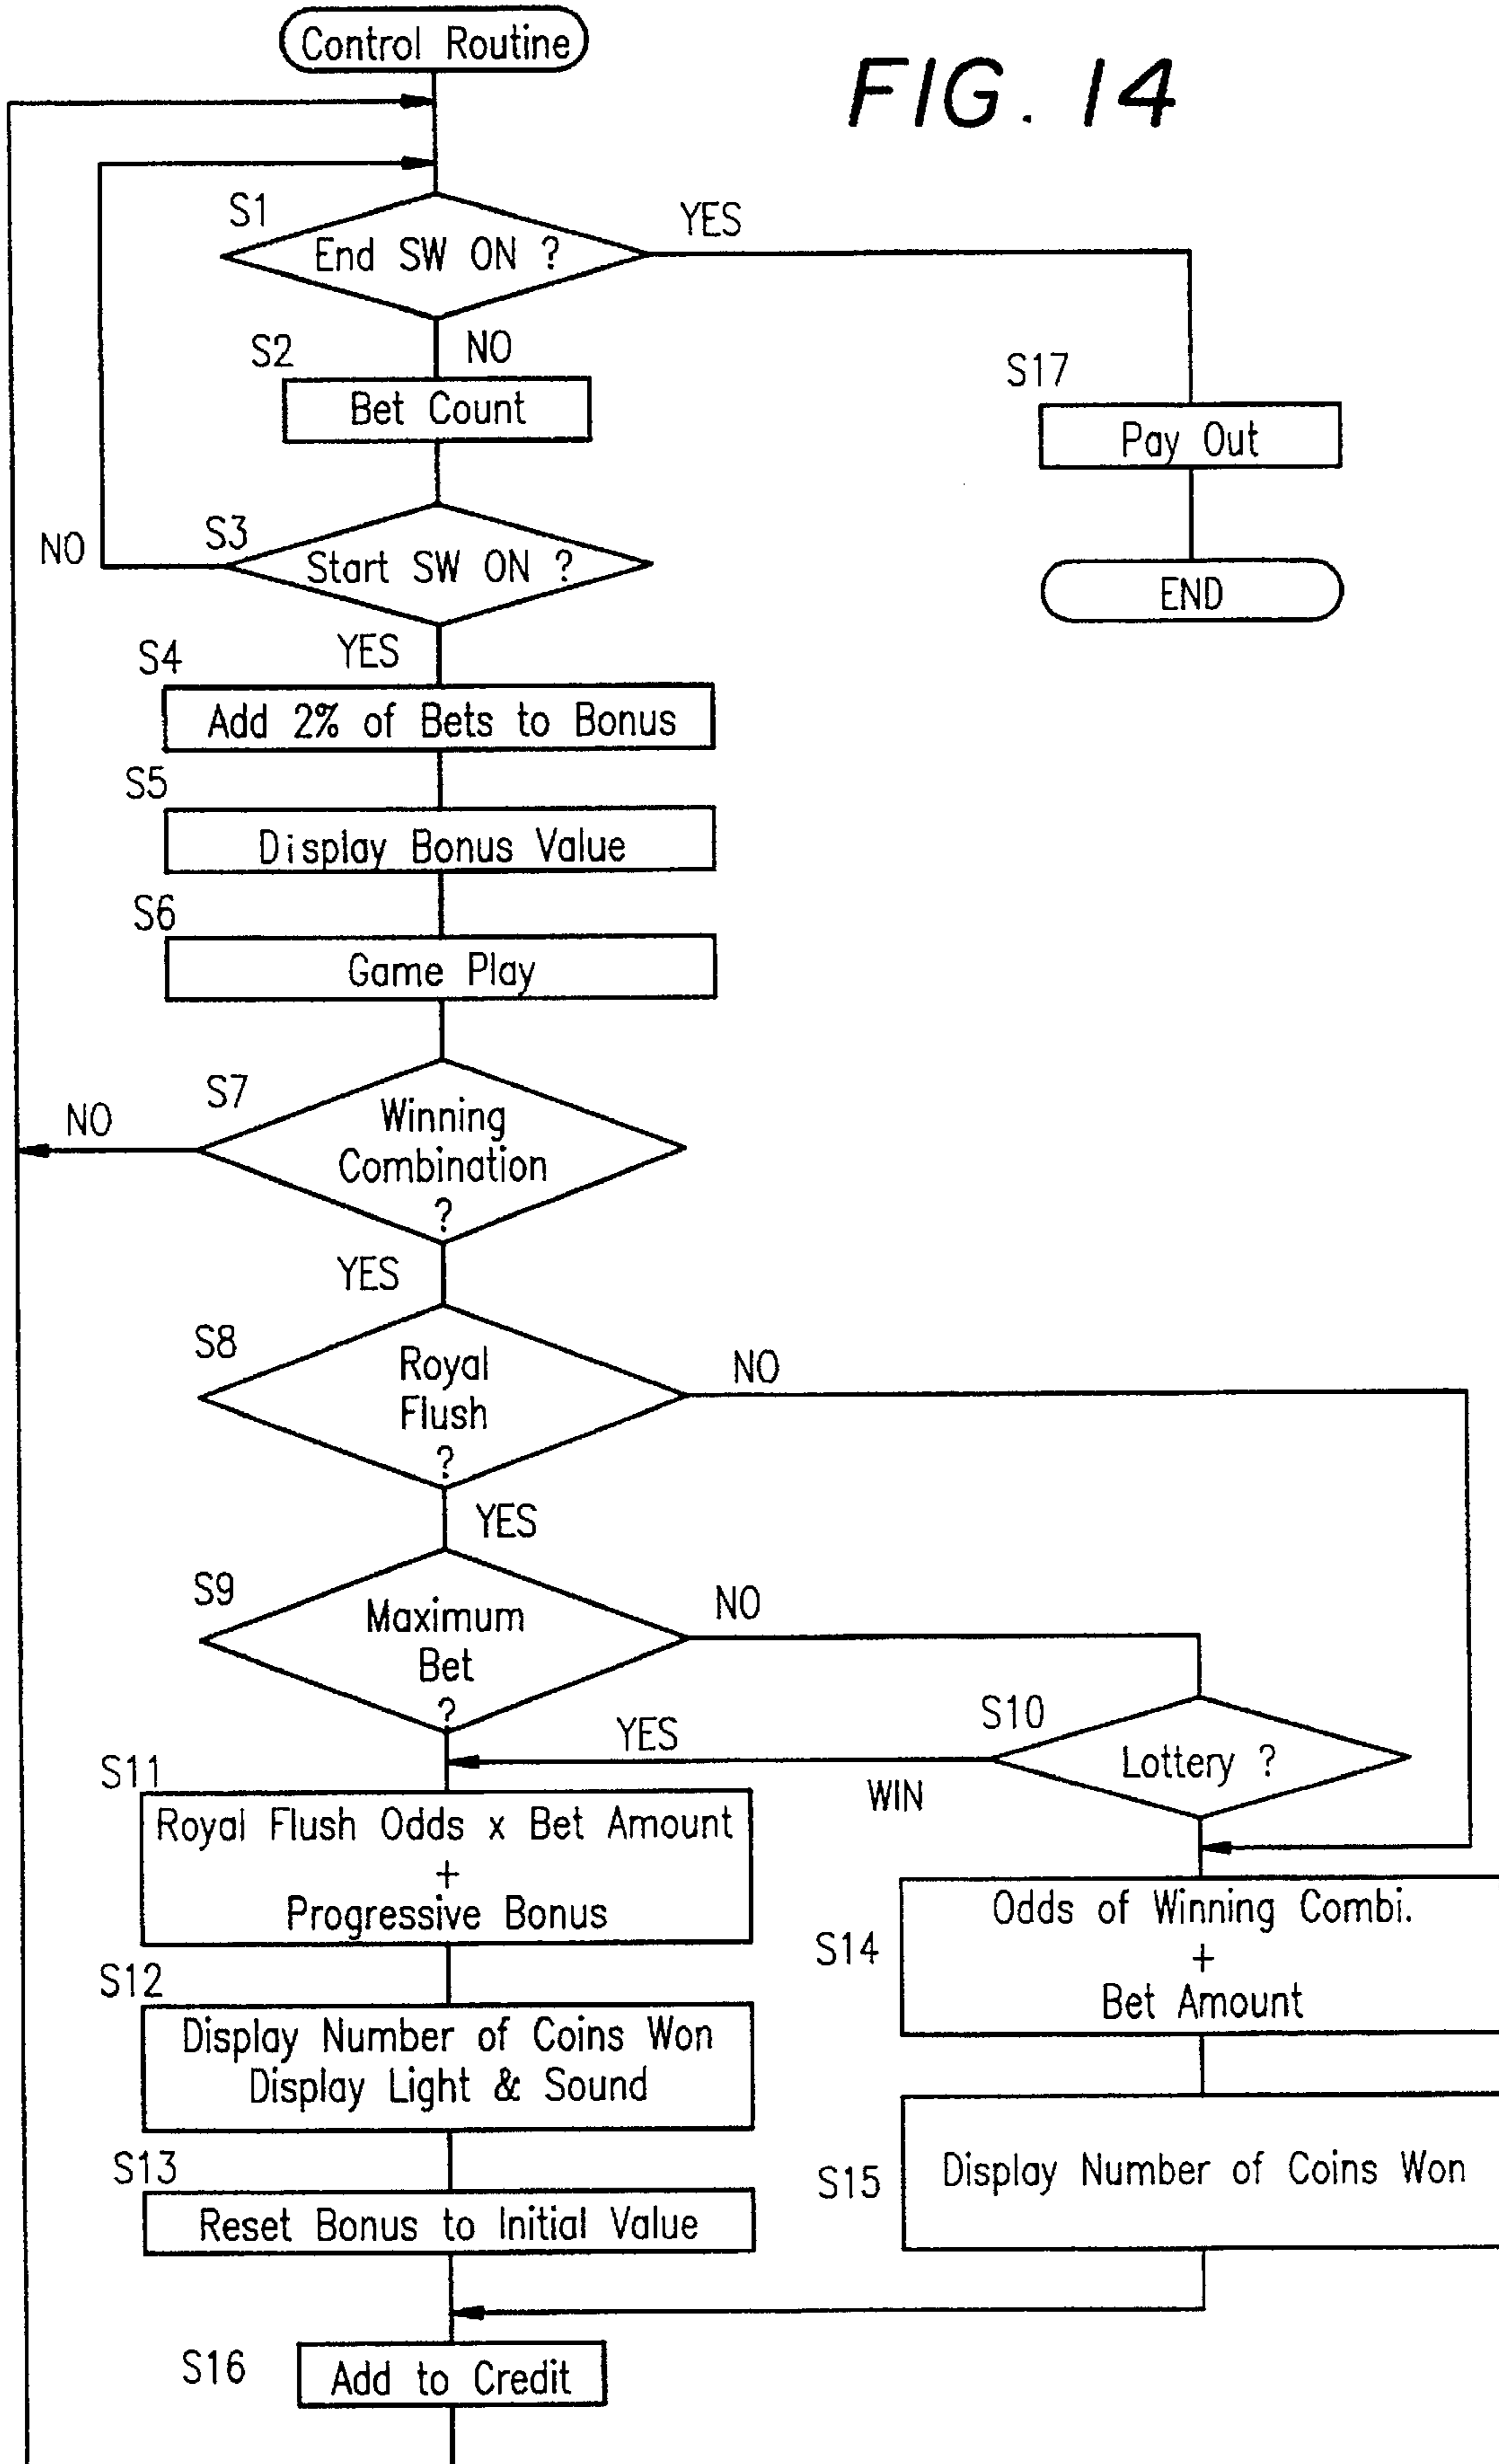 Control Routine
FIG. 14
S1
End SW ON ?
YES
NO
S2
Bet Count
S17
Pay Out
END
S3
Start SW ON ?
NO
YES
S4
Add 2% of Bets to Bonus
S5
Display Bonus Value
S6
Game Play
S7
Winning
Combination
?
NO
YES
S8
Royal
Flush
?
NO
YES
S9
Maximum
Bet
?
NO
YES
S10
Lottery ?
WIN
S11
Royal Flush Odds x Bet Amount
+
Progressive Bonus
S12
Display Number of Coins Won
Display Light & Sound
S13
Reset Bonus to Initial Value
S14
Odds of Winning Combi.
+
Bet Amount
S15
Display Number of Coins Won
S16
Add to Credit